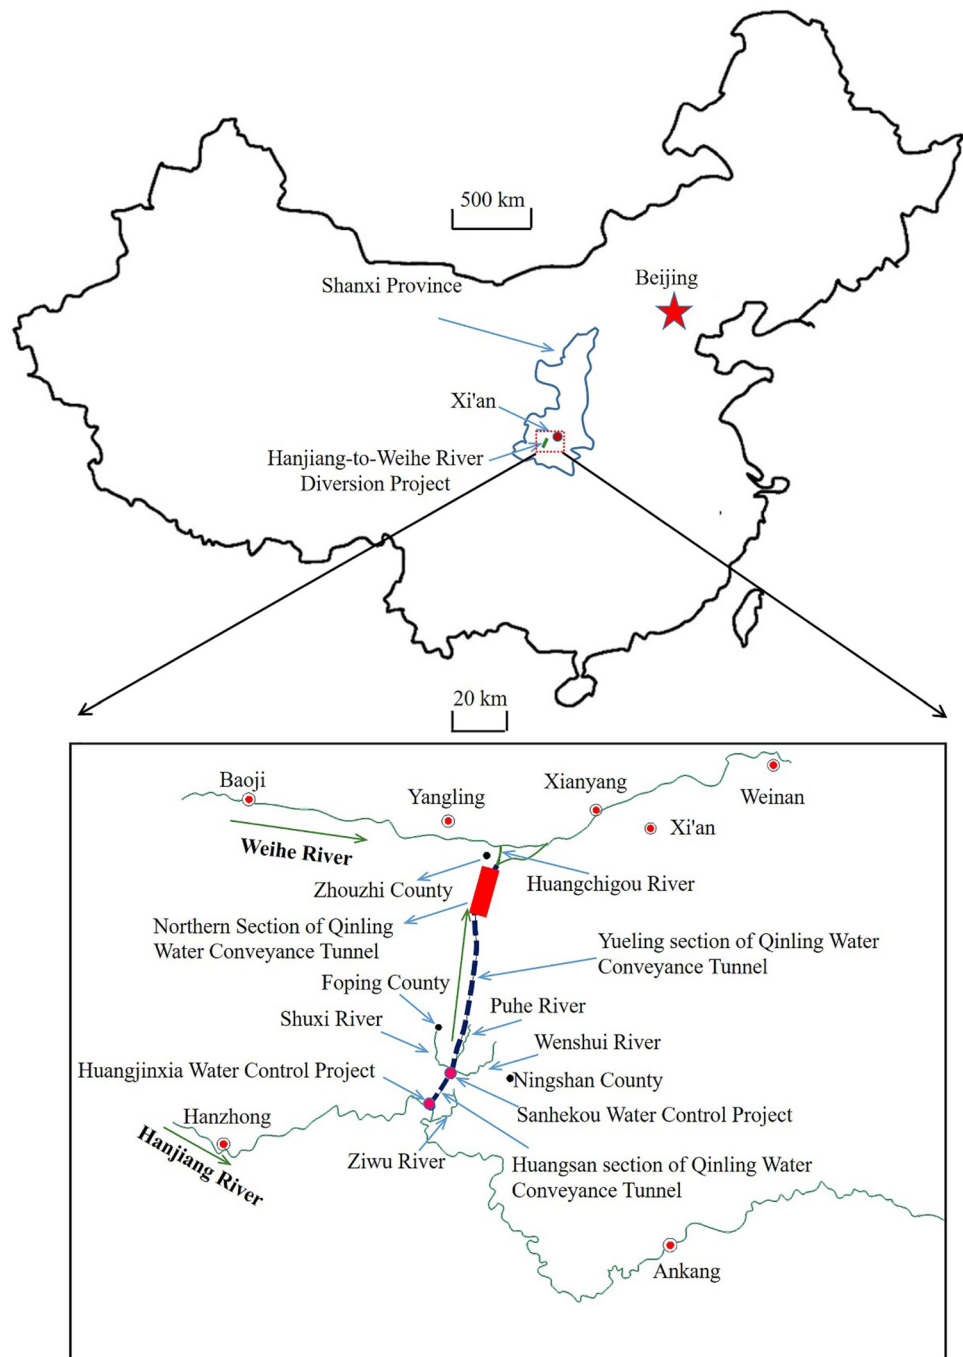 500 km
Shanxi Province
Beijing
Xi'an
Hanjiang-to-Weihe River
Diversion Project
20 km
Baoji
Yangling
Xianyang
Weinan
Xi'an
Weihe River
Zhouzhi County
Huangchigou River
Northern Section of Qinling
Water Conveyance Tunnel
Yueling section of Qinling Water
Conveyance Tunnel
Foping County
Shuxi River
Puhe River
Wenshui River
Huangjinxia Water Control Project
Ningshan County
Sanhekou Water Control Project
Hanzhong
Hanjiang River
Ziwu River
Huangsan section of Qinling Water
Conveyance Tunnel
Ankang